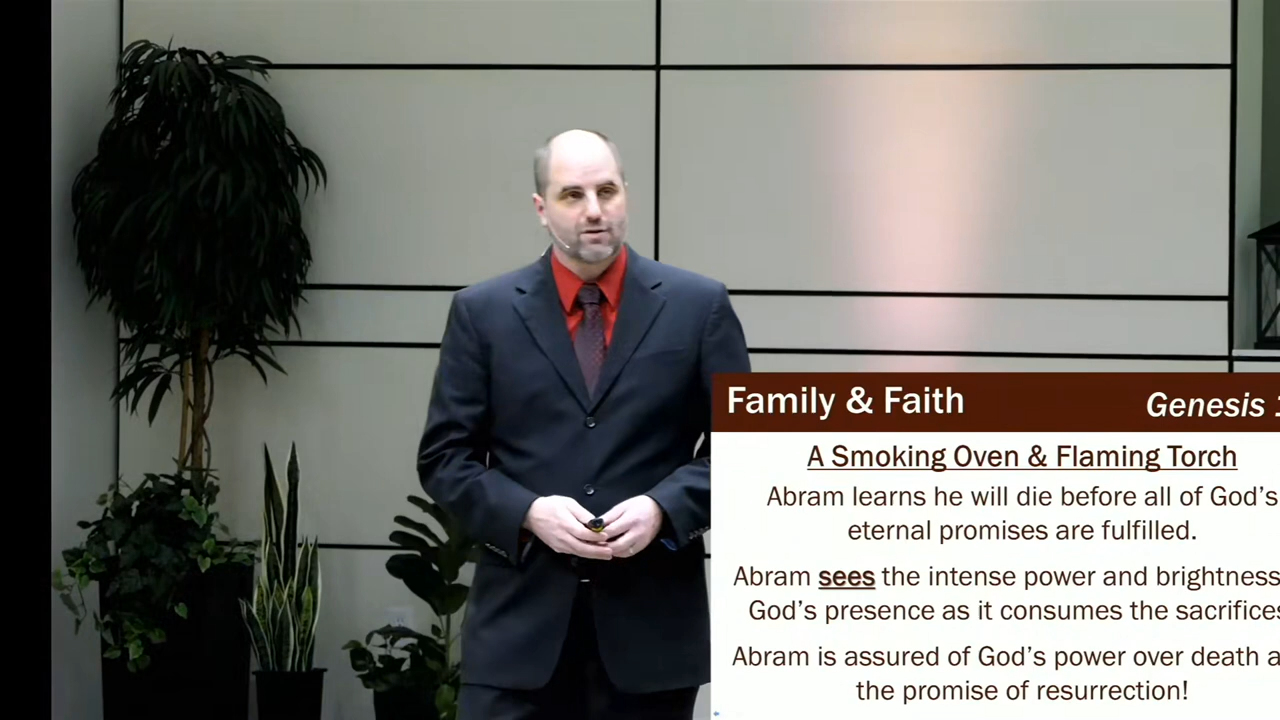 Family & Faith
Genesis
A Smoking Oven & Flaming Torch
Abram learns he will die before all of God's
eternal promises are fulfilled.
Abram sees the intense power and brightness
God's presence as it consumes the sacrifices
Abram is assured of God's power over death
the promise of resurrection!